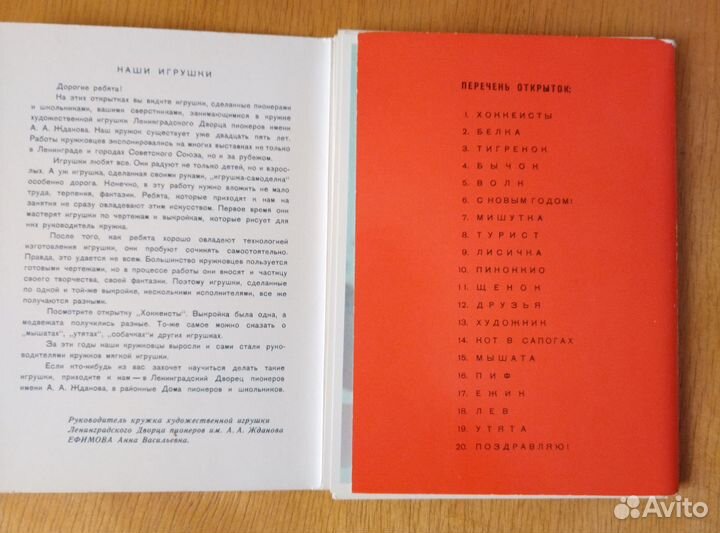 НАШИ ИГРУШКИ
Дорогие ребята!
На этих открытках вы видите игрушки, сделанные пионерами
и школьниками, вашими сверстниками, занимающимися в кружке
художественной игрушки Ленинградского Дворца пионеров имени
А. А. Жданова. Наш кружок существует уже двадцать пять лет.
Работы кружковцев экспонировались на многих выставках не только
в Ленинграде и городах Советского Союза, но и за рубежом.
Игрушки любят все. Они радуют не только детей, но и взрос-
лых. А уж игрушка, сделанная своими руками, „игрушка-самоделка"
особенно дорога. Конечно, в эту работу нужно вложить не мало
труда, терпения, фантазии. Ребята, которые приходят к нам на
занятия не сразу овладевают этим искусством. Первое время они
мастерят игрушки по чертежам и выкройкам, которые рисует для
них руководитель кружка.
После того, как ребята хорошо овладеют технологией
изготовления игрушки, они пробуют сочинять самостоятельно.
Правда, это удается не всем. Большинство кружковцев пользуется
готовыми чертежами, но в процессе работы они вносят и частицу
своего творчества, своей фантазии. Поэтому игрушки, сделанные
по одной и той-же выкройке, несколькими исполнителями, все же
получаются разными.
Посмотрите открытку „Хоккеисты". Выкройка была одна, а
медвежата получились разные. То-же самое можно сказать о
„мышатах", „утятах", „собачках" и других игрушках.
За эти годы наши кружковцы выросли и сами стали руко-
водителями кружков мягкой игрушки.
Если кто-нибудь из вас захочет научиться делать такие
игрушки, приходите к нам — в Ленинградский Дворец пионеров
имени А. А. Жданова, в районные Дома пионеров и школьников.
Руководитель кружка художественной игрушки
Ленинградского Дворца пионеров им. А. А. Жданова
ЕФИМОВА Анна Васильевна.
ПЕРЕЧЕНЬ ОТКРЫТОК:
1. ХОККЕИСТЫ
2. БЕЛКА
3. ТИГРЕНОК
4. БЫЧОК
5. ВОЛК
6. С НОВЫМ ГОДОМ!
7. МИШУТКА
8. ТУРИСТ
9. ЛИСИЧКА
10. ПИНОККИО
11. ЩЕНОК
12. ДРУЗЬЯ
13. ХУДОЖНИК
14. КОТ В САПОГАХ
15. МЫШАТА
16. ПИФ
17. ЕЖИК
18. ЛЕВ
19. УТЯТА
20. ПОЗДРАВЛЯЮ!
Avito